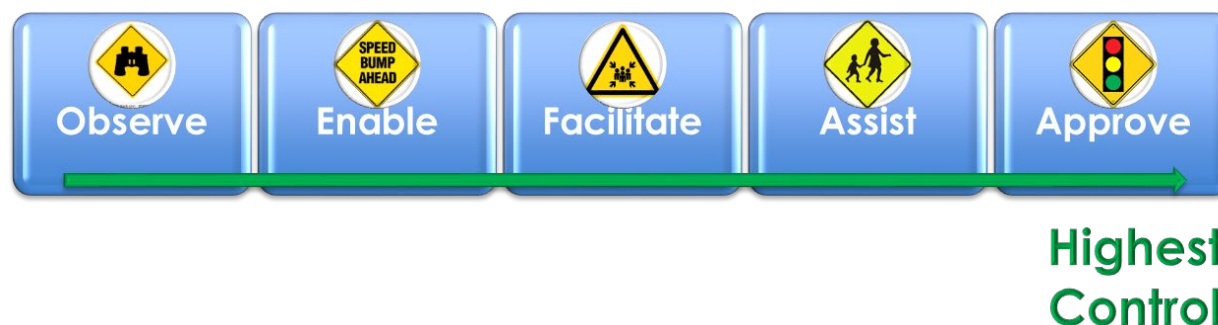 SPEED
BUMP
AHEAD
Observe
Enable
Facilitate
Assist
Approve
Highest
Control